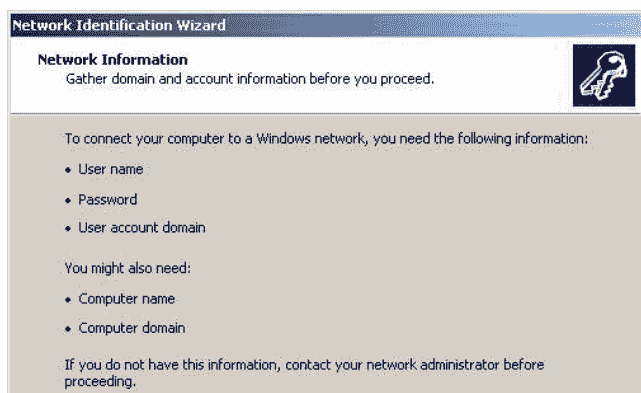 Network Identification Wizard
Network Information
Gather domain and account information before you proceed.
To connect your computer to a Windows network, you need the following information:
• User name
• Password
• User account domain
You might also need:
• Computer name
• Computer domain
If you do not have this information, contact your network administrator before
proceeding.